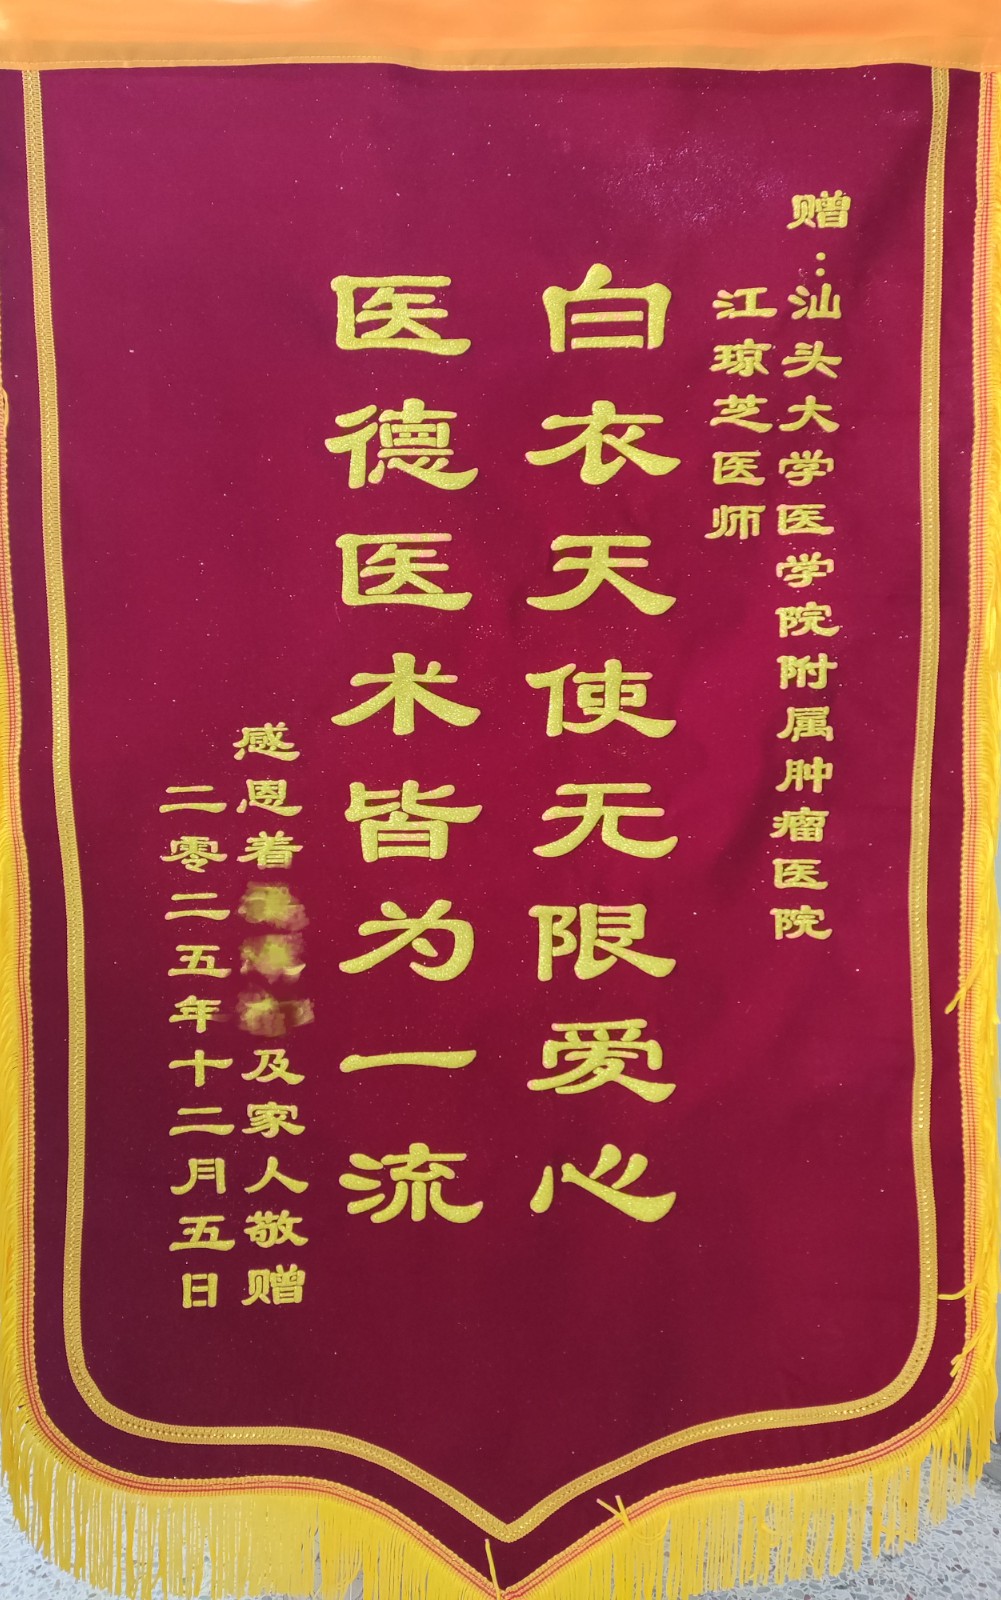 赠：汕头大学医学院附属肿瘤医院
江琼芝医师
白衣天使无限爱心
医德医术皆为一流
感恩着及家人敬赠
二零二五年十二月五日